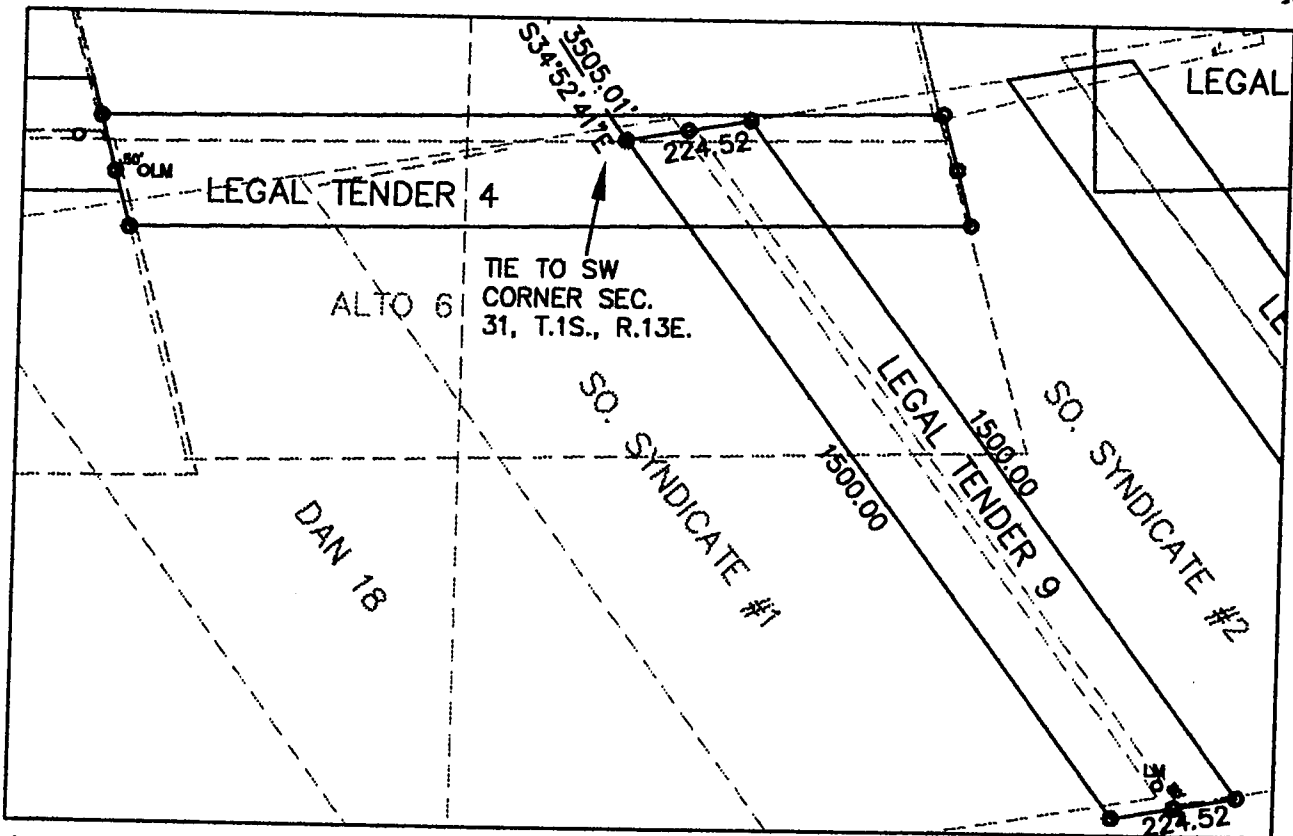 3505.01'
S34°52'41"E
LEGAL
224.52
50'
OLM
LEGAL TENDER 4
TIE TO SW
CORNER SEC.
31, T.1S., R.13E.
ALTO 6
LE
LEGAL TENDER 9
1500.00
1500.00
SO. SYNDICATE #1
SO. SYNDICATE #2
DAN 18
LM
224.52